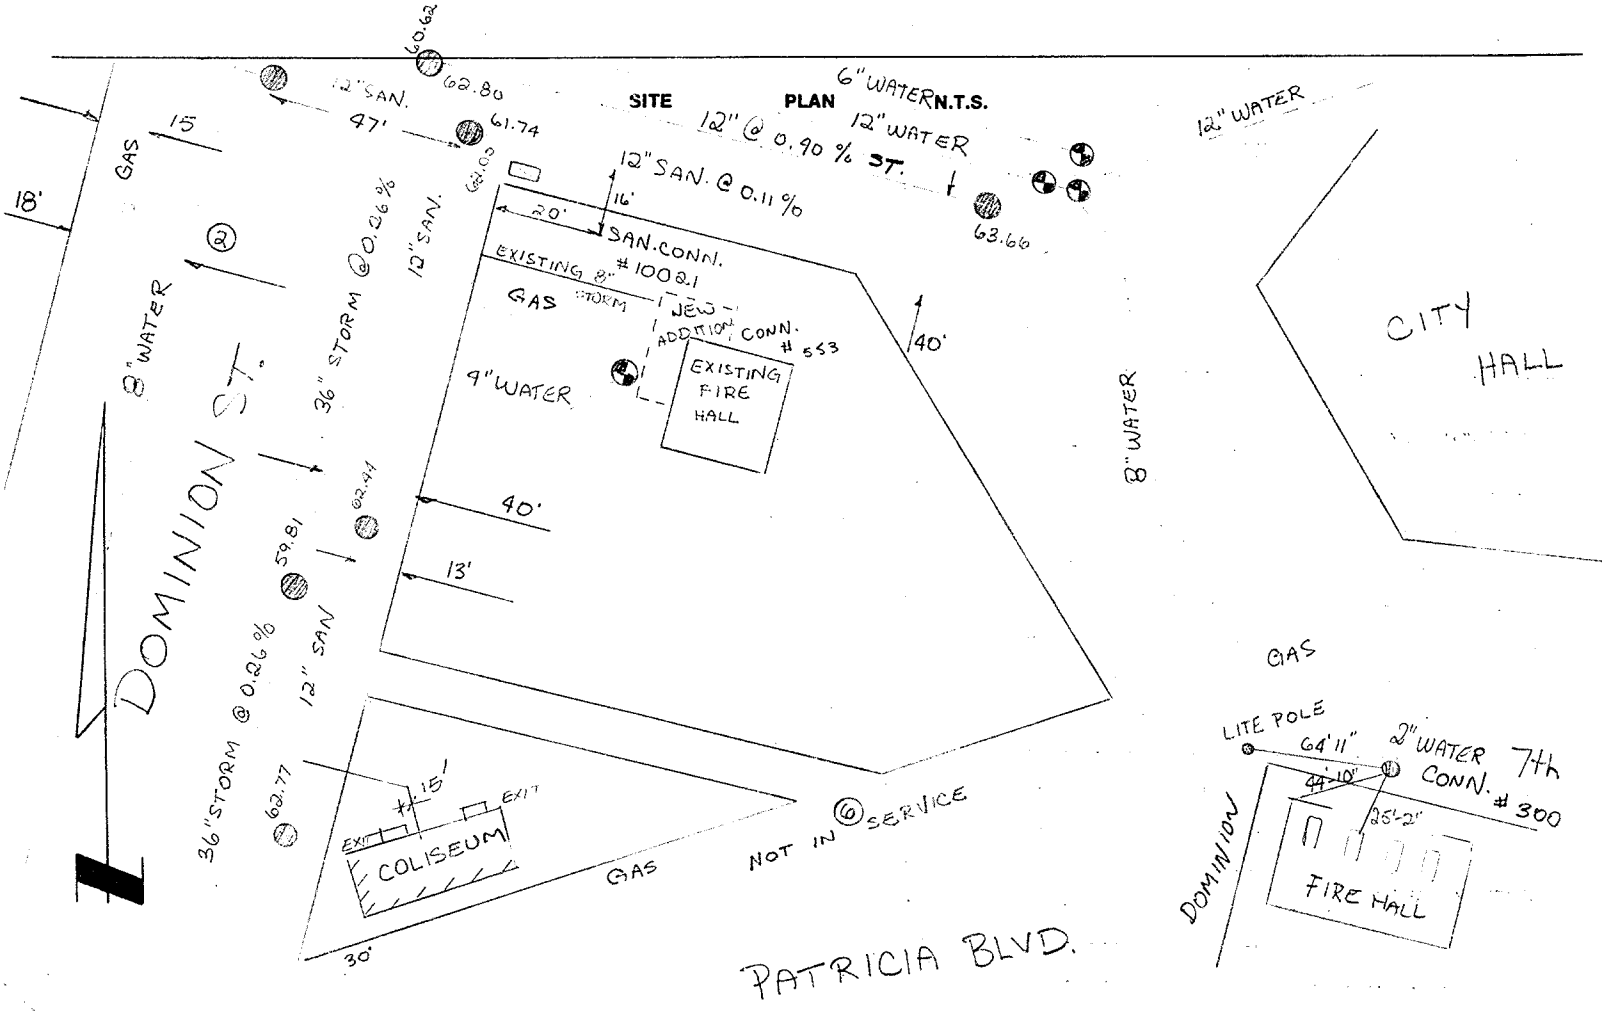 60.62
62.80
12" SAN.
47'
61.74
62.00
SITE PLAN N.T.S.
6" WATER
12" WATER
12" @ 0.90 % ST.
12" WATER
12" SAN. @ 0.11 %
16'
20'
63.66
15
GAS
18'
2
8" WATER
DOMINION ST.
36" STORM @ 0.26 %
12" SAN.
SAN. CONN.
# 10021
EXISTING 8"
STORM
GAS
NEW
ADDITION
CONN.
# 553
EXISTING
FIRE
HALL
4" WATER
40'
8" WATER
CITY
HALL
62.44
59.81
40'
13'
36" STORM @ 0.26 %
12" SAN
62.77
15'
EXIT
EXIT
COLISEUM
30'
GAS
NOT IN SERVICE
6
PATRICIA BLVD.
GAS
LITE POLE
64'11"
44'-10"
25'-2"
2" WATER
CONN.
# 300
7th
DOMINION
FIRE HALL